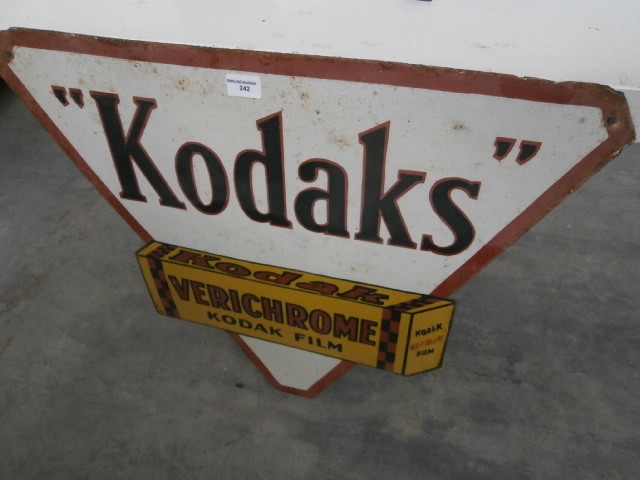 242
"Kodaks"
Kodak
VERICHROME
KODAK FILM
KODAK
FILM